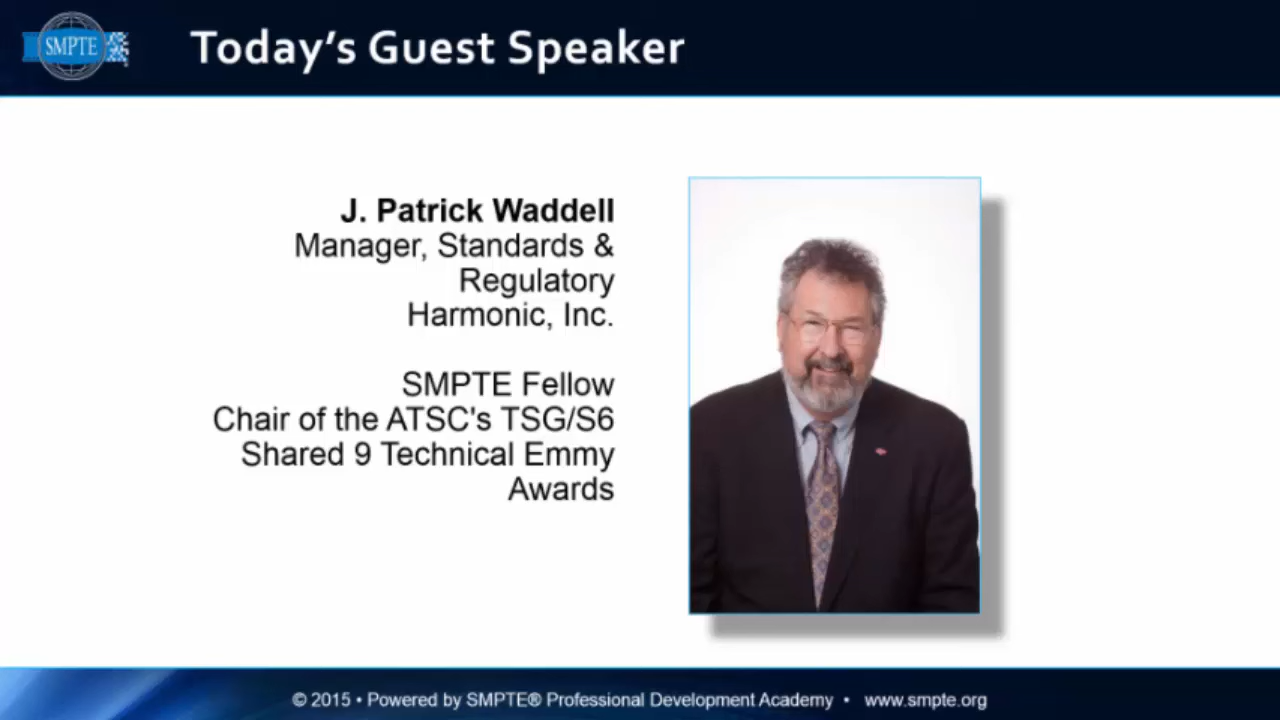 SMPTE
Today's Guest Speaker
J. Patrick Waddell
Manager, Standards &
Regulatory
Harmonic, Inc.
SMPTE Fellow
Chair of the ATSC's TSG/S6
Shared 9 Technical Emmy
Awards
© 2015 • Powered by SMPTE® Professional Development Academy • www.smpte.org